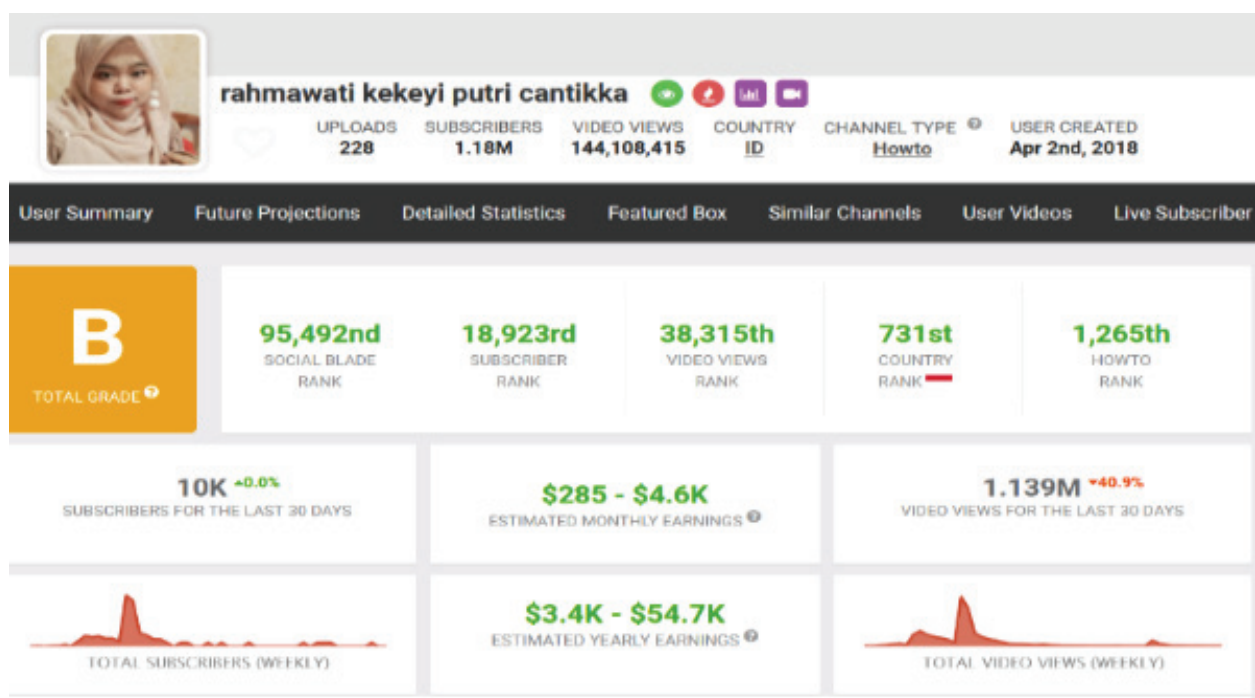 rahmawati kekeyi putri cantikka
UPLOADS SUBSCRIBERS VIDEO VIEWS COUNTRY CHANNEL TYPE USER CREATED
228 1.18M 144,108,415 ID Howto Apr 2nd, 2018
User Summary Future Projections Detailed Statistics Featured Box Similar Channels User Videos Live Subscriber
B
TOTAL GRADE
95,492nd 18,923rd 38,315th 731st 1,265th
SOCIAL BLADE SUBSCRIBER VIDEO VIEWS COUNTRY HOWTO
RANK RANK RANK RANK RANK
10K 0.0%
SUBSCRIBERS FOR THE LAST 30 DAYS
$285 - $4.6K
ESTIMATED MONTHLY EARNINGS
1.139M 40.9%
VIDEO VIEWS FOR THE LAST 30 DAYS
TOTAL SUBSCRIBERS (WEEKLY)
$3.4K - $54.7K
ESTIMATED YEARLY EARNINGS
TOTAL VIDEO VIEWS (WEEKLY)